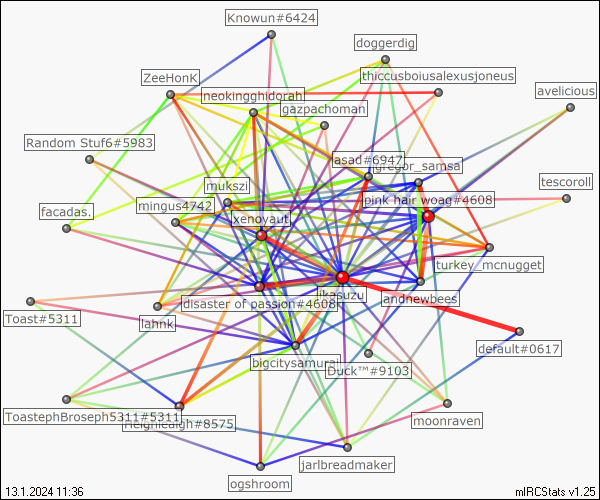 Knowun#6424
doggerdig
ZeeHonK
thiccusboiusalexusjoneus
neokingghidorah
avelicious
gazpachoman
Random Stuf6#5983
asad#6947
gregor_samsa
mukszi
tescoroll
pink hair woag#4608
mingus4742
facadas.
xenovaut
turkey_mcnugget
disaster of passion#4608
ikasuzu
andnewbees
Toast#5311
lahnk
default#0617
bigcitysamurai
Duck™#9103
ToastephBroseph5311#5311
moonraven
#8575
jarlbreadmaker
ogshroom
13.1.2024 11:36
mIRCStats v1.25